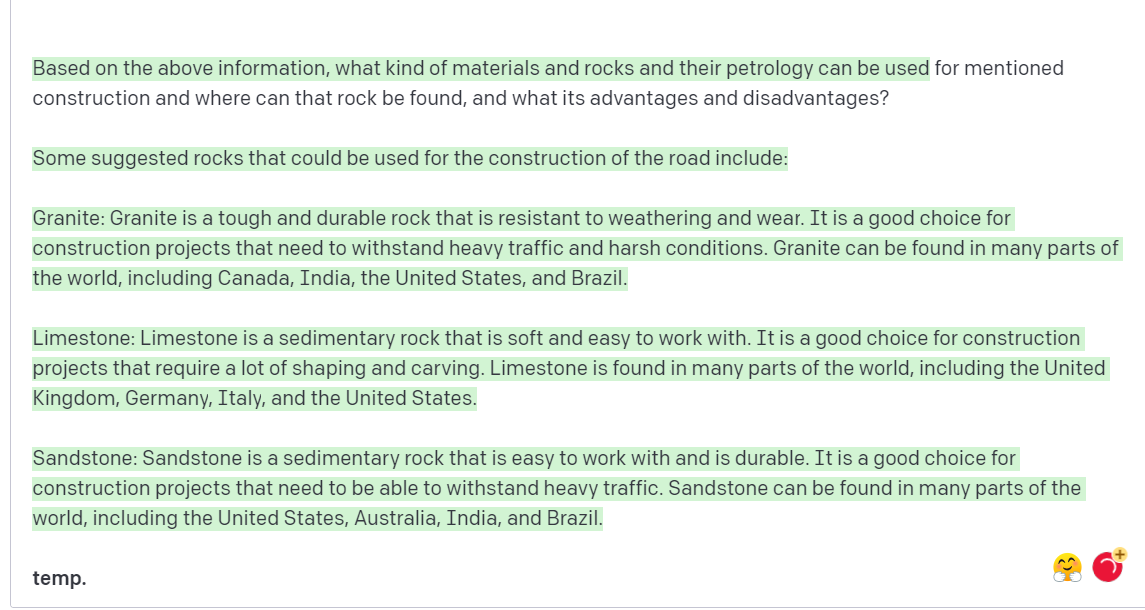 Based on the above information, what kind of materials and rocks and their petrology can be used for mentioned
construction and where can that rock be found, and what its advantages and disadvantages?
Some suggested rocks that could be used for the construction of the road include:
Granite: Granite is a tough and durable rock that is resistant to weathering and wear. It is a good choice for
construction projects that need to withstand heavy traffic and harsh conditions. Granite can be found in many parts of
the world, including Canada, India, the United States, and Brazil.
Limestone: Limestone is a sedimentary rock that is soft and easy to work with. It is a good choice for construction
projects that require a lot of shaping and carving. Limestone is found in many parts of the world, including the United
Kingdom, Germany, Italy, and the United States.
Sandstone: Sandstone is a sedimentary rock that is easy to work with and is durable. It is a good choice for
construction projects that need to be able to withstand heavy traffic. Sandstone can be found in many parts of the
world, including the United States, Australia, India, and Brazil.
temp.